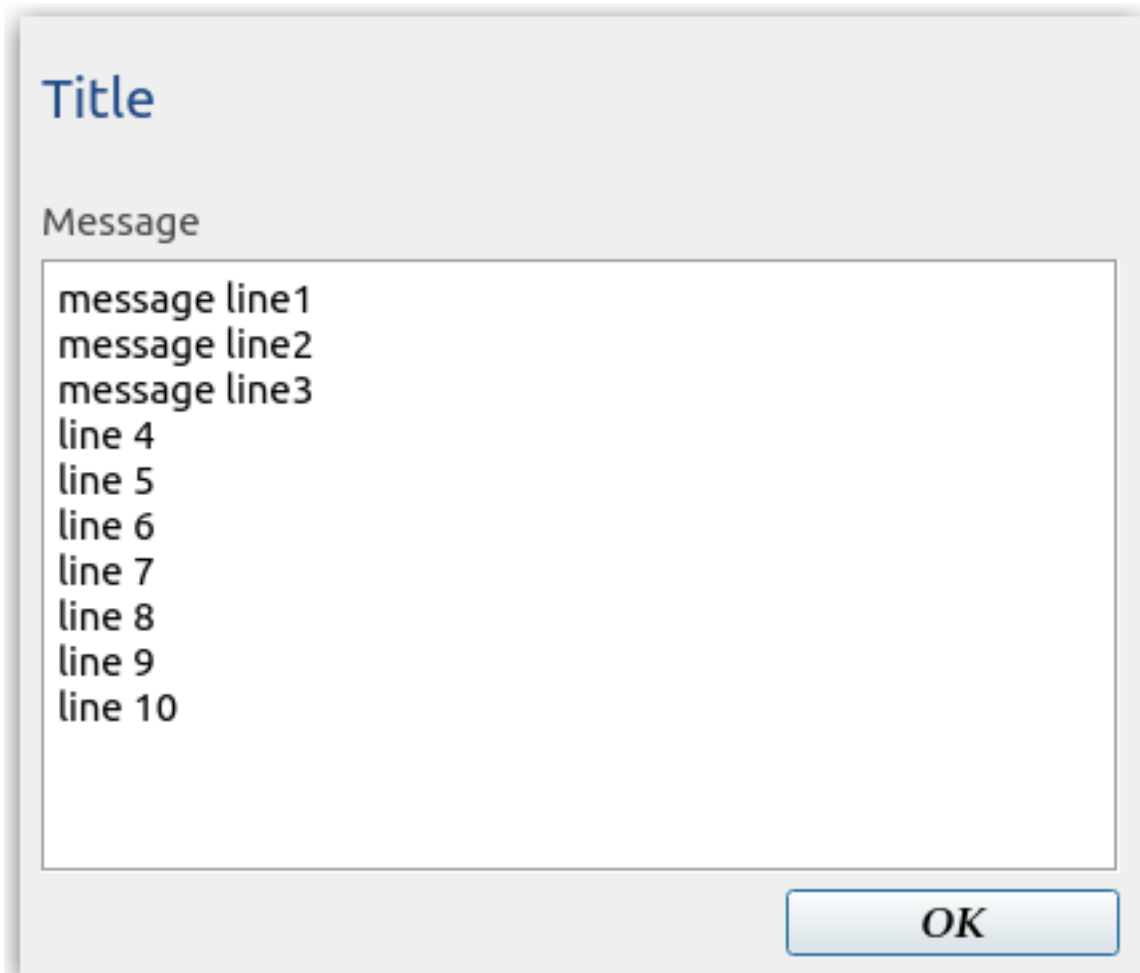 Title
Message
message line1
message line2
message line3
line 4
line 5
line 6
line 7
line 8
line 9
line 10
OK